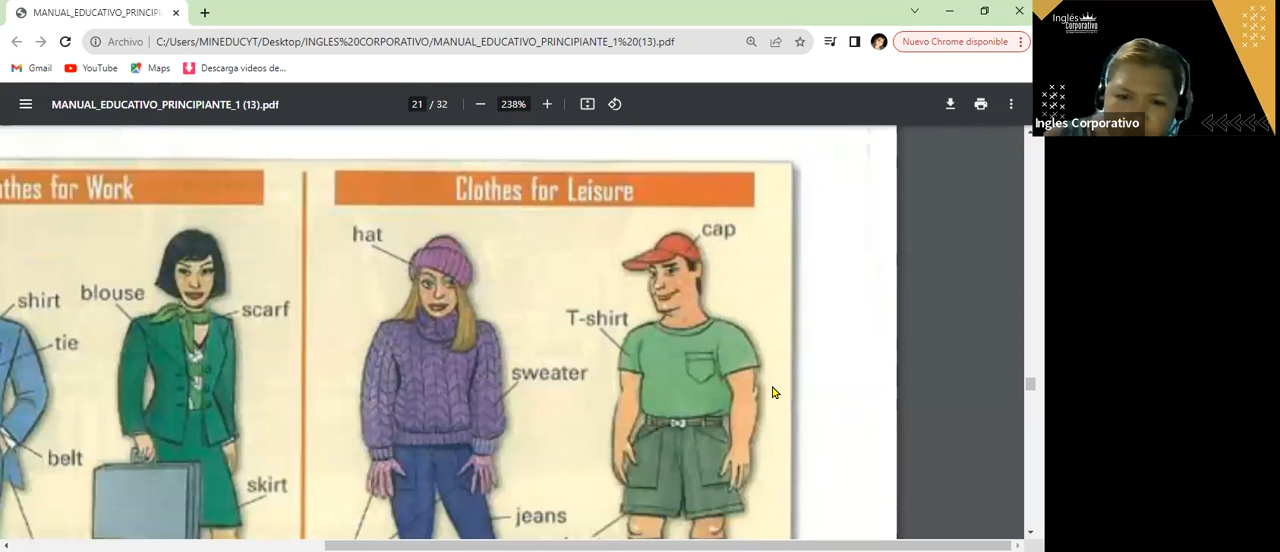 MANUAL_EDUCATIVO_PRINCIPI
Archivo
C:/Users/MINEDUCYT/Desktop/INGLES%20CORPORATIVO/MANUAL_EDUCATIVO_PRINCIPIANTE_1%20(13).pdf
Nuevo Chrome disponible
Gmail
YouTube
Maps
Descarga videos de...
MANUAL_EDUCATIVO_PRINCIPIANTE_1 (13).pdf
21 / 32
238%
Inglés
Corporativo
Ingles Corporativo
thes for Work
Clothes for Leisure
hat
cap
shirt
blouse
scarf
T-shirt
tie
sweater
belt
skirt
jeans